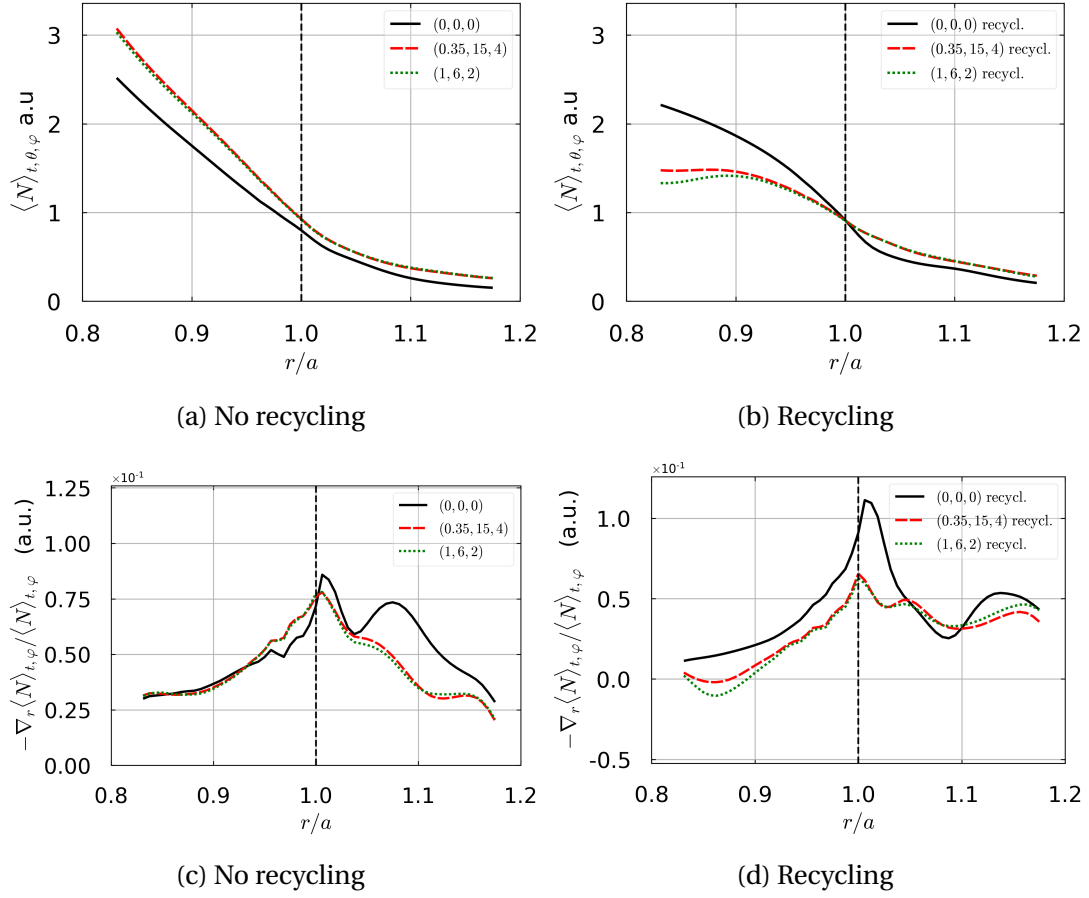 3
2
1
0
⟨N⟩t,θ,φ a.u
(0,0,0)
(0.35,15,4)
(1,6,2)
0.8 0.9 1.0 1.1 1.2
r/a
(a) No recycling
3
2
1
0
⟨N⟩t,θ,φ a.u
(0,0,0) recycl.
(0.35,15,4) recycl.
(1,6,2) recycl.
0.8 0.9 1.0 1.1 1.2
r/a
(b) Recycling
×10⁻¹
1.25
1.00
0.75
0.50
0.25
0.00
−∇r⟨N⟩t,φ/⟨N⟩t,φ (a.u.)
(0,0,0)
(0.35,15,4)
(1,6,2)
0.8 0.9 1.0 1.1 1.2
r/a
(c) No recycling
×10⁻¹
1.0
0.5
0.0
-0.5
−∇r⟨N⟩t,φ/⟨N⟩t,φ (a.u.)
(0,0,0) recycl.
(0.35,15,4) recycl.
(1,6,2) recycl.
0.8 0.9 1.0 1.1 1.2
r/a
(d) Recycling